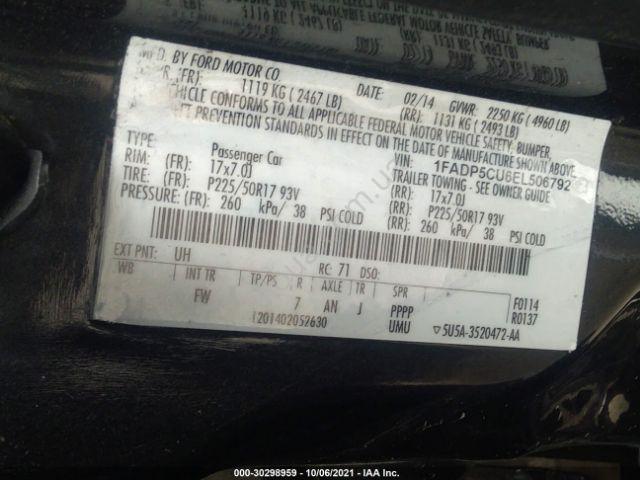 MFD. BY FORD MOTOR CO.
DATE: 02/14 GVWR: 2250 KG ( 4960 LB)
(FR): 1119 KG ( 2467 LB) (RR): 1131 KG ( 2493 LB)
VEHICLE CONFORMS TO ALL APPLICABLE FEDERAL MOTOR VEHICLE SAFETY, BUMPER,
PREVENTION STANDARDS IN EFFECT ON THE DATE OF MANUFACTURE SHOWN ABOVE.
VIN: 1FADP5CU6EL506792
TYPE: Passenger Car TRAILER TOWING - SEE OWNER GUIDE
RIM: (FR): 17x7.0J (RR): 17x7.0J
TIRE: (FR): P225/50R17 93V (RR): P225/50R17 93V
PRESSURE: (FR): 260 kPa/ 38 PSI COLD (RR): 260 kPa/ 38 PSI COLD
EXT PNT: UH RC: 71 DSO:
WB INT TR TP/PS R AXLE TR SPR F0114
FW 7 AN J PPPP R0137
1201402052630 UMU 5U5A-3520472-AA
000-30298959 - 10/06/2021 - IAA Inc.